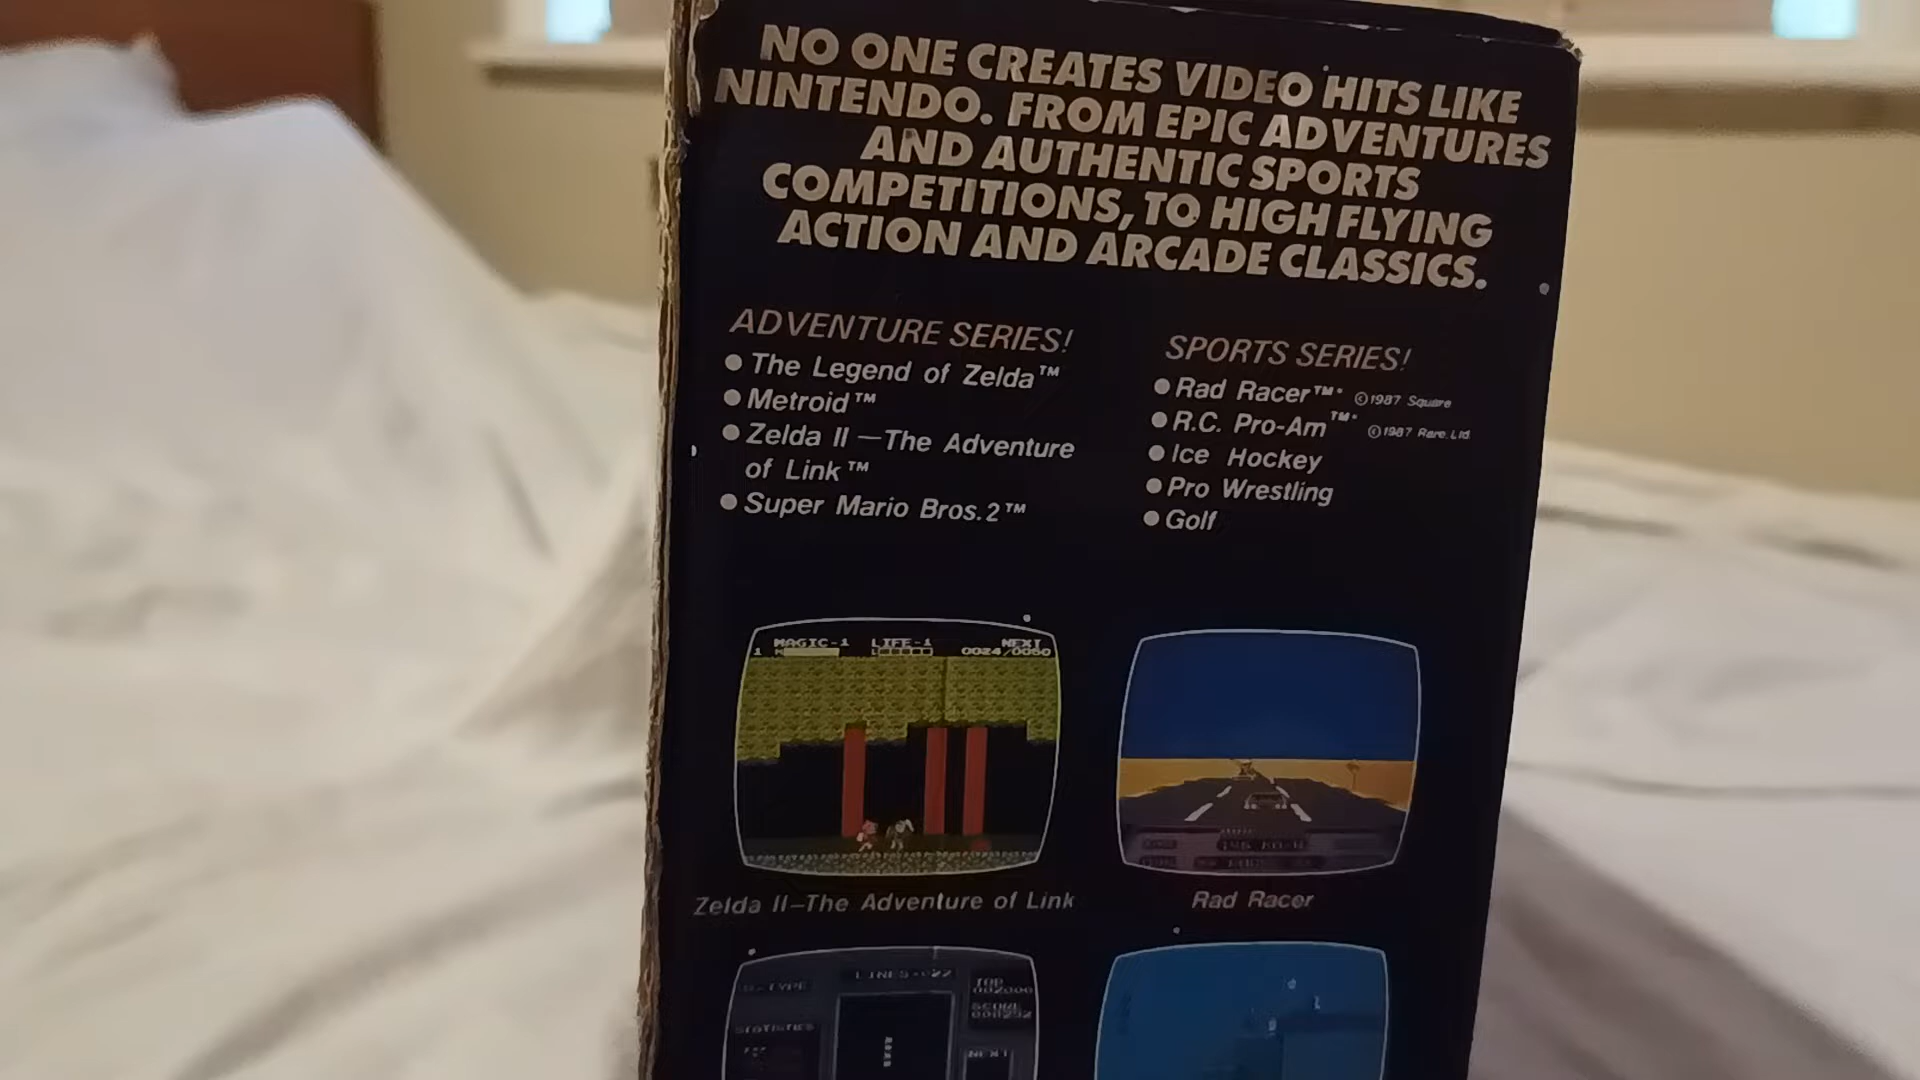 NO ONE CREATES VIDEO HITS LIKE
NINTENDO. FROM EPIC ADVENTURES
AND AUTHENTIC SPORTS
COMPETITIONS, TO HIGH FLYING
ACTION AND ARCADE CLASSICS.
ADVENTURE SERIES!
● The Legend of Zelda™
● Metroid™
● Zelda II — The Adventure
of Link™
● Super Mario Bros. 2™
SPORTS SERIES!
● Rad Racer™* ©1987 Square
● R.C. Pro-Am™* ©1987 Rare. Ltd.
● Ice Hockey
● Pro Wrestling
● Golf
MAGIC-1 LIFE-1 NEXT
0024/0050
Zelda II–The Adventure of Link
Rad Racer
LINES-022
TOP
002000
SCORE
STATISTICS
NEXT